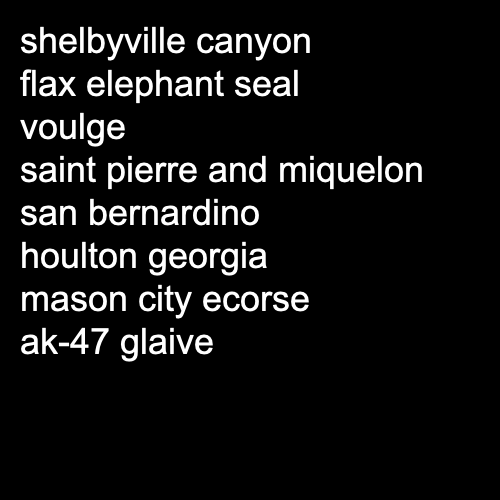 shelbyville canyon
flax elephant seal
voulge
saint pierre and miquelon
san bernardino
houlton georgia
mason city ecorse
ak-47 glaive